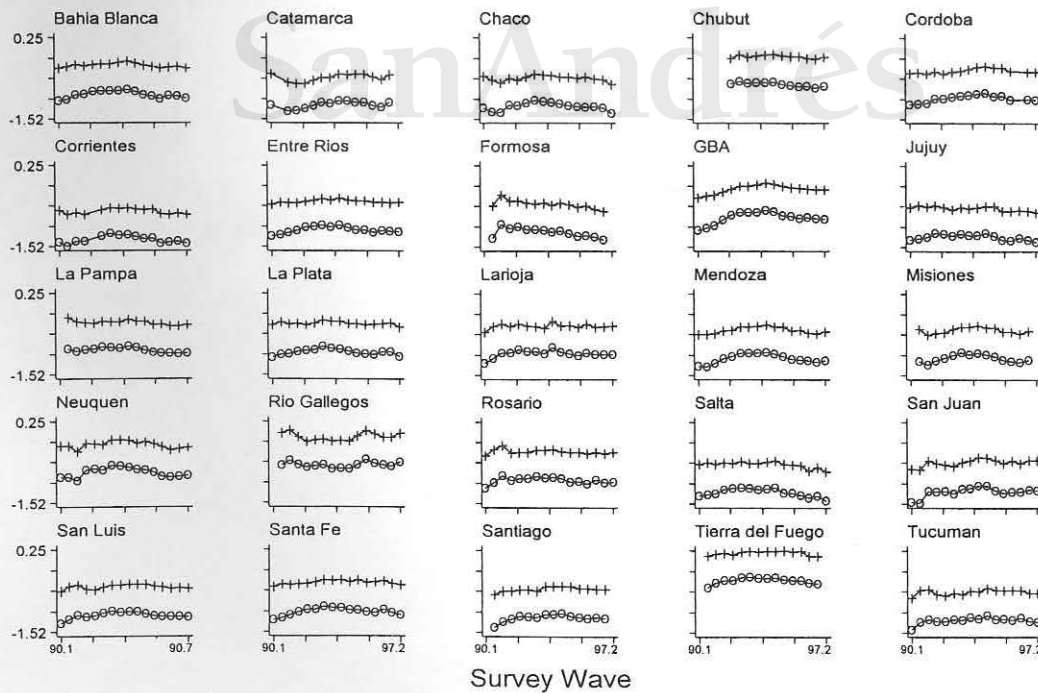 SanAndrés
Bahia Blanca Catamarca Chaco Chubut Cordoba
0.25
-1.52
Corrientes Entre Rios Formosa GBA Jujuy
0.25
-1.52
La Pampa La Plata Larioja Mendoza Misiones
0.25
-1.52
Neuquen Rio Gallegos Rosario Salta San Juan
0.25
-1.52
San Luis Santa Fe Santiago Tierra del Fuego Tucuman
0.25
-1.52
90.1 90.7 90.1 97.2 90.1 97.2 90.1 97.2 90.1 97.2
Survey Wave